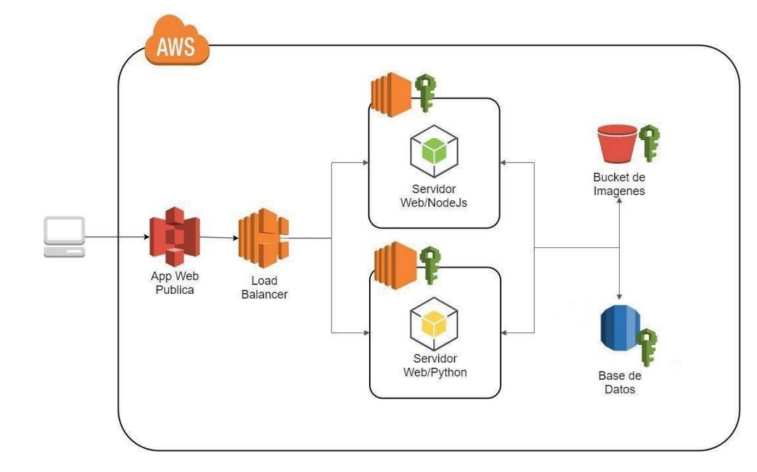 AWS
Servidor
Web/NodeJs
Bucket de
Imagenes
App Web
Publica
Load
Balancer
Servidor
Web/Python
Base de
Datos